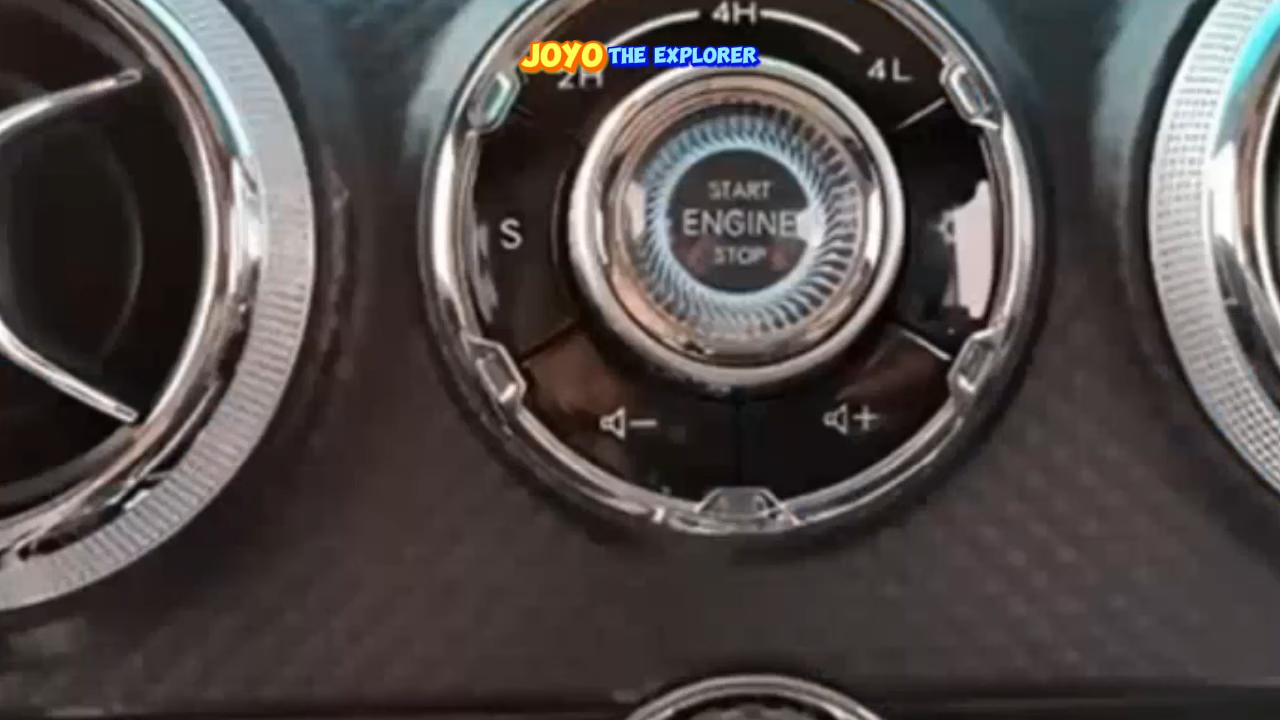 4H
JOYO THE EXPLORER
2H
4L
START
ENGINE
STOP
S